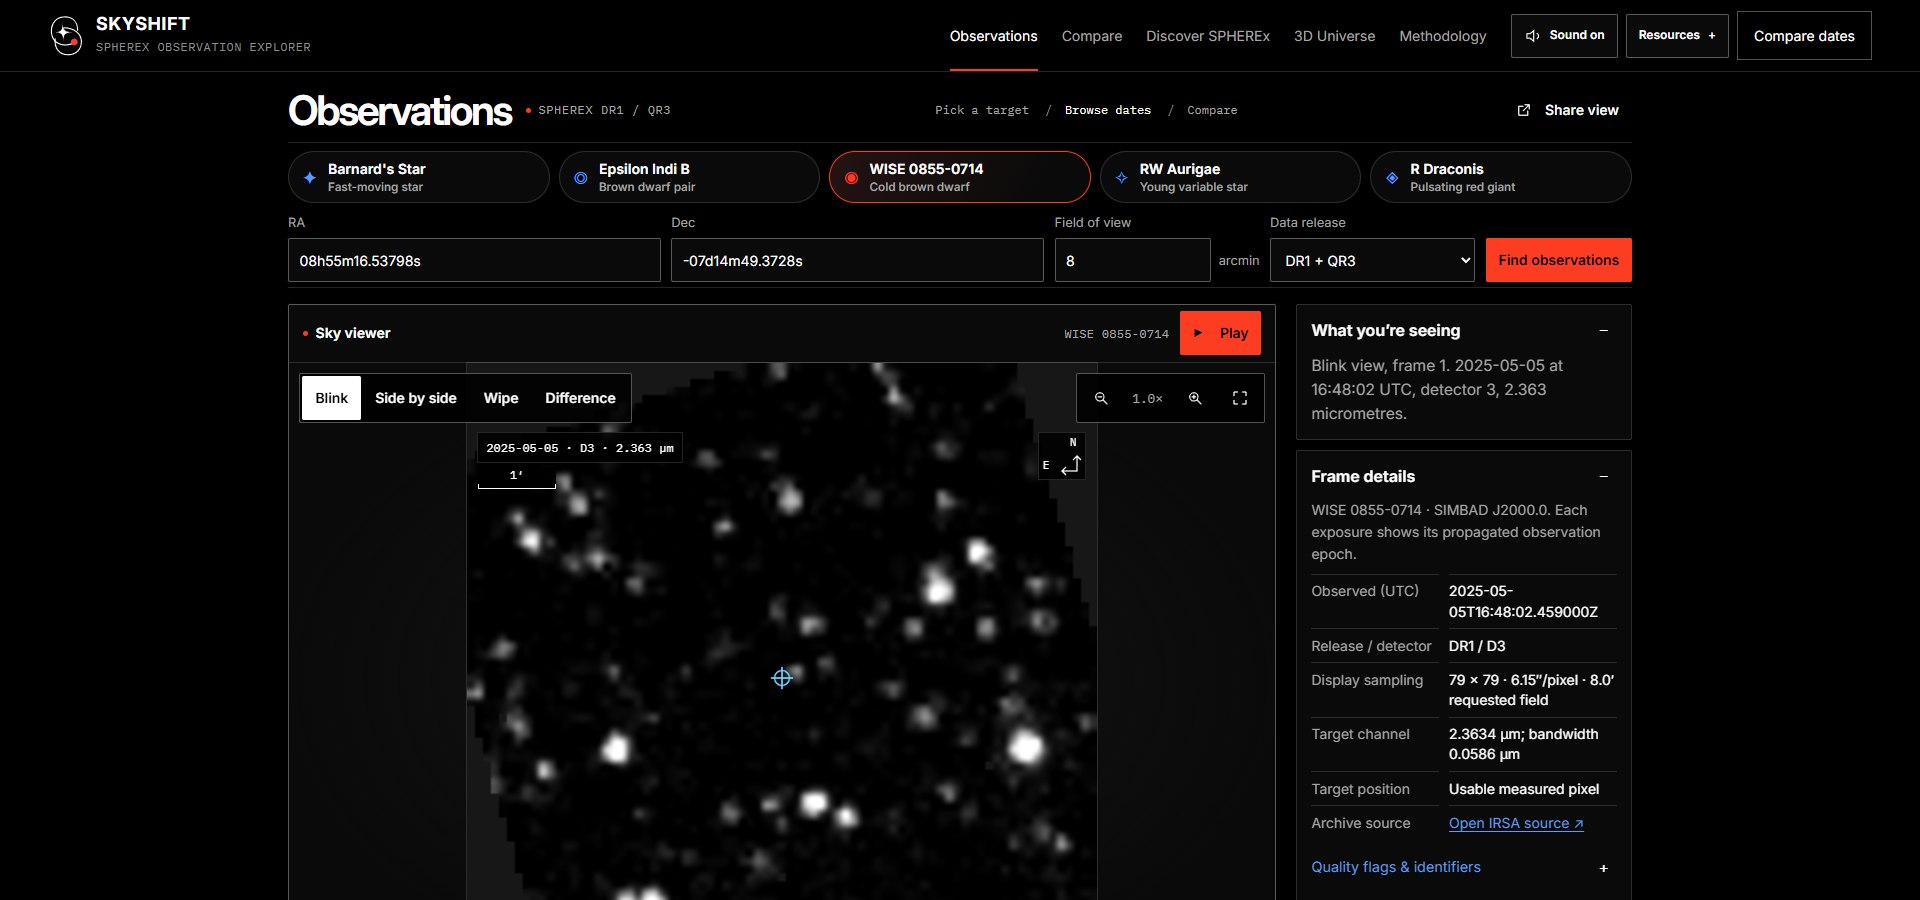 SKYSHIFT
SPHEREX OBSERVATION EXPLORER
Observations
Compare
Discover SPHEREx
3D Universe
Methodology
Sound on
Resources +
Compare dates
Observations
SPHEREX DR1 / QR3
Pick a target / Browse dates / Compare
Share view
Barnard's Star
Fast-moving star
Epsilon Indi B
Brown dwarf pair
WISE 0855-0714
Cold brown dwarf
RW Aurigae
Young variable star
R Draconis
Pulsating red giant
RA
08h55m16.53798s
Dec
-07d14m49.3728s
Field of view
8
arcmin
Data release
DR1 + QR3
Find observations
Sky viewer
WISE 0855-0714
Play
Blink
Side by side
Wipe
Difference
1.0×
2025-05-05 · D3 · 2.363 µm
1′
N
E
What you’re seeing
Blink view, frame 1. 2025-05-05 at
16:48:02 UTC, detector 3, 2.363
micrometres.
Frame details
WISE 0855-0714 · SIMBAD J2000.0. Each
exposure shows its propagated observation
epoch.
Observed (UTC)
2025-05-
05T16:48:02.459000Z
Release / detector
DR1 / D3
Display sampling
79 × 79 · 6.15″/pixel · 8.0′
requested field
Target channel
2.3634 µm; bandwidth
0.0586 µm
Target position
Usable measured pixel
Archive source
Open IRSA source ↗
Quality flags & identifiers
+